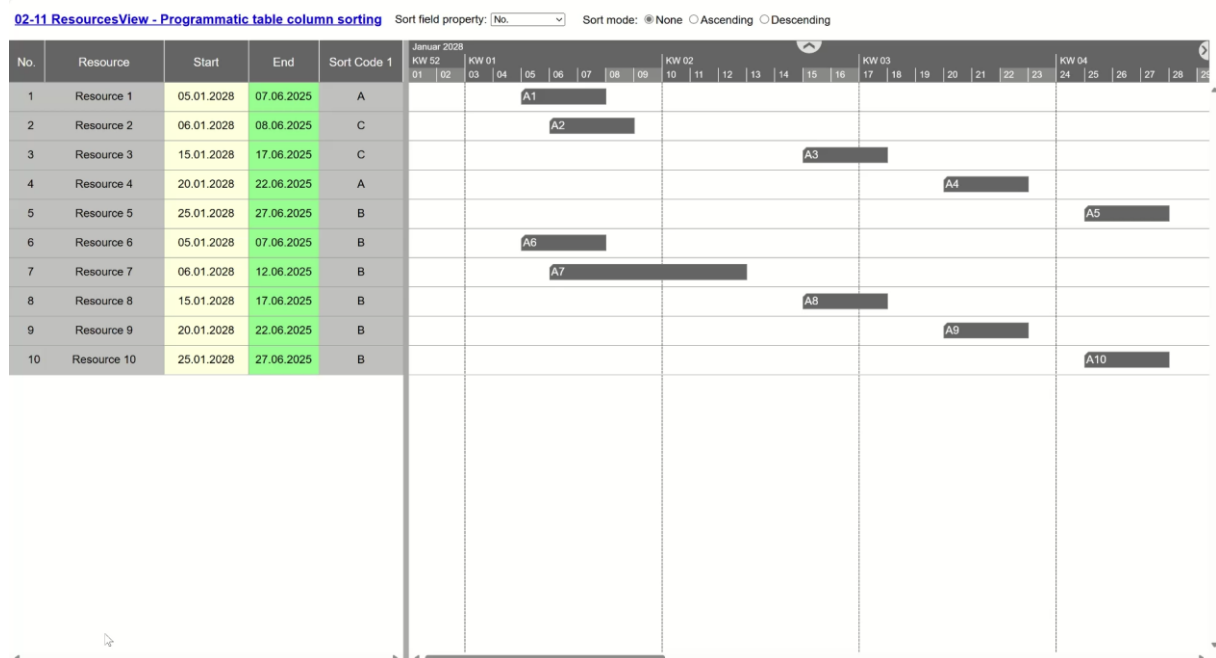 02-11 ResourcesView - Programmatic table column sorting Sort field property: No. Sort mode: None Ascending Descending
No. Resource Start End Sort Code 1
Januar 2028
KW 52 KW 01 KW 02 KW 03 KW 04
01 02 03 04 05 06 07 08 09 10 11 12 13 14 15 16 17 18 19 20 21 22 23 24 25 26 27 28 29
1 Resource 1 05.01.2028 07.06.2025 A A1
2 Resource 2 06.01.2028 08.06.2025 C A2
3 Resource 3 15.01.2028 17.06.2025 C A3
4 Resource 4 20.01.2028 22.06.2025 A A4
5 Resource 5 25.01.2028 27.06.2025 B A5
6 Resource 6 05.01.2028 07.06.2025 B A6
7 Resource 7 06.01.2028 12.06.2025 B A7
8 Resource 8 15.01.2028 17.06.2025 B A8
9 Resource 9 20.01.2028 22.06.2025 B A9
10 Resource 10 25.01.2028 27.06.2025 B A10